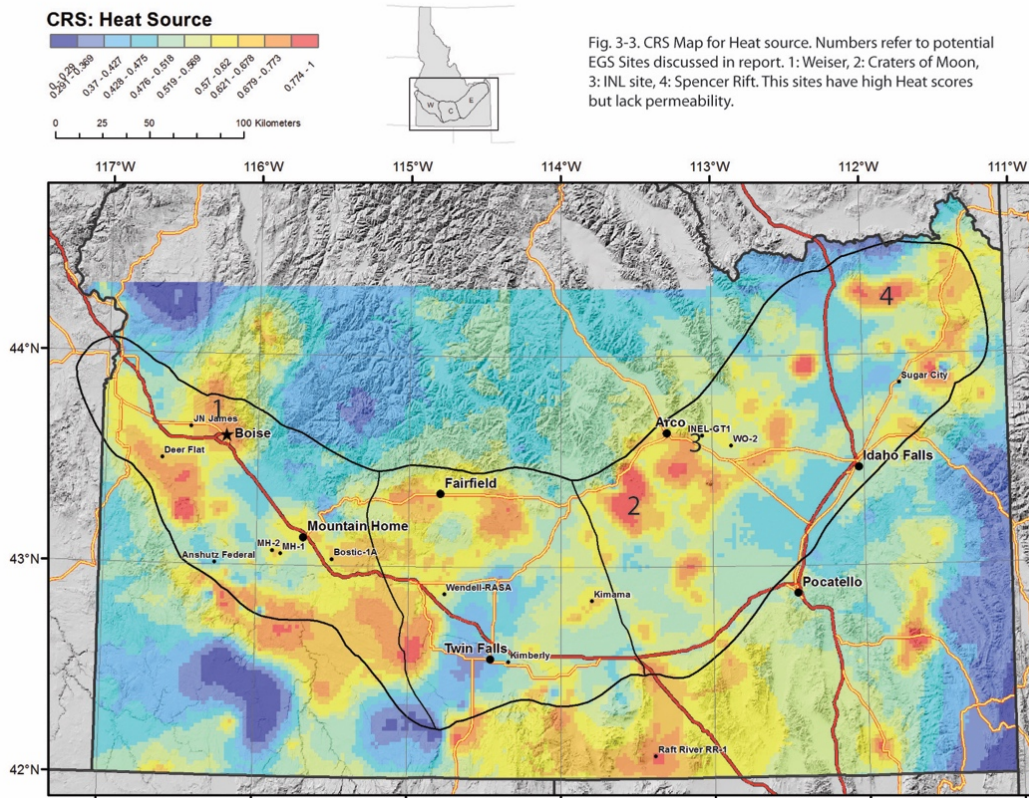 CRS: Heat Source
0 - 0.29
0.291 - 0.369
0.37 - 0.427
0.428 - 0.475
0.476 - 0.518
0.519 - 0.569
0.57 - 0.62
0.621 - 0.678
0.679 - 0.773
0.774 - 1
0 25 50 100 Kilometers
W C E
Fig. 3-3. CRS Map for Heat source. Numbers refer to potential
EGS Sites discussed in report. 1: Weiser, 2: Craters of Moon,
3: INL site, 4: Spencer Rift. This sites have high Heat scores
but lack permeability.
117°W 116°W 115°W 114°W 113°W 112°W 111°W
4
44°N
Sugar City
1
JN James
Boise
Arco
INEL-GT1
3
WO-2
Deer Flat
Idaho Falls
Fairfield
2
Mountain Home
MH-2
MH-1
Bostic-1A
43°N
Anshutz Federal
Pocatello
Wendell-RASA
Kimama
Twin Falls
Kimberly
Raft River RR-1
42°N